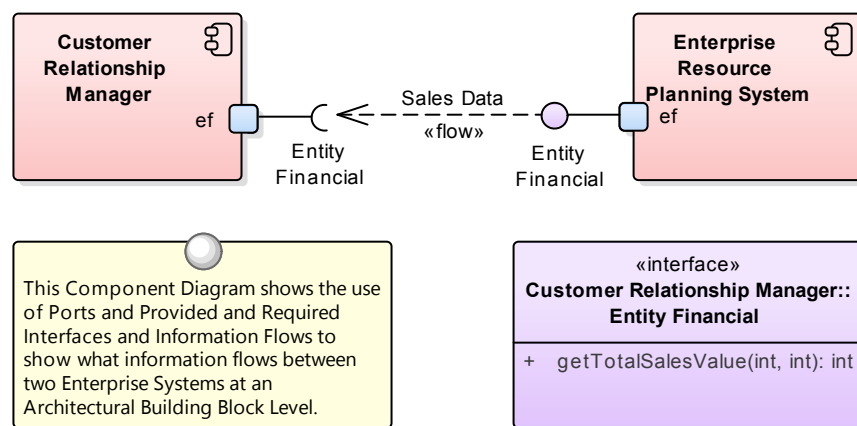 Customer
Relationship
Manager
ef
Entity
Financial
Sales Data
«flow»
Entity
Financial
Enterprise
Resource
Planning System
ef
This Component Diagram shows the use
of Ports and Provided and Required
Interfaces and Information Flows to
show what information flows between
two Enterprise Systems at an
Architectural Building Block Level.
«interface»
Customer Relationship Manager::
Entity Financial
+ getTotalSalesValue(int, int): int